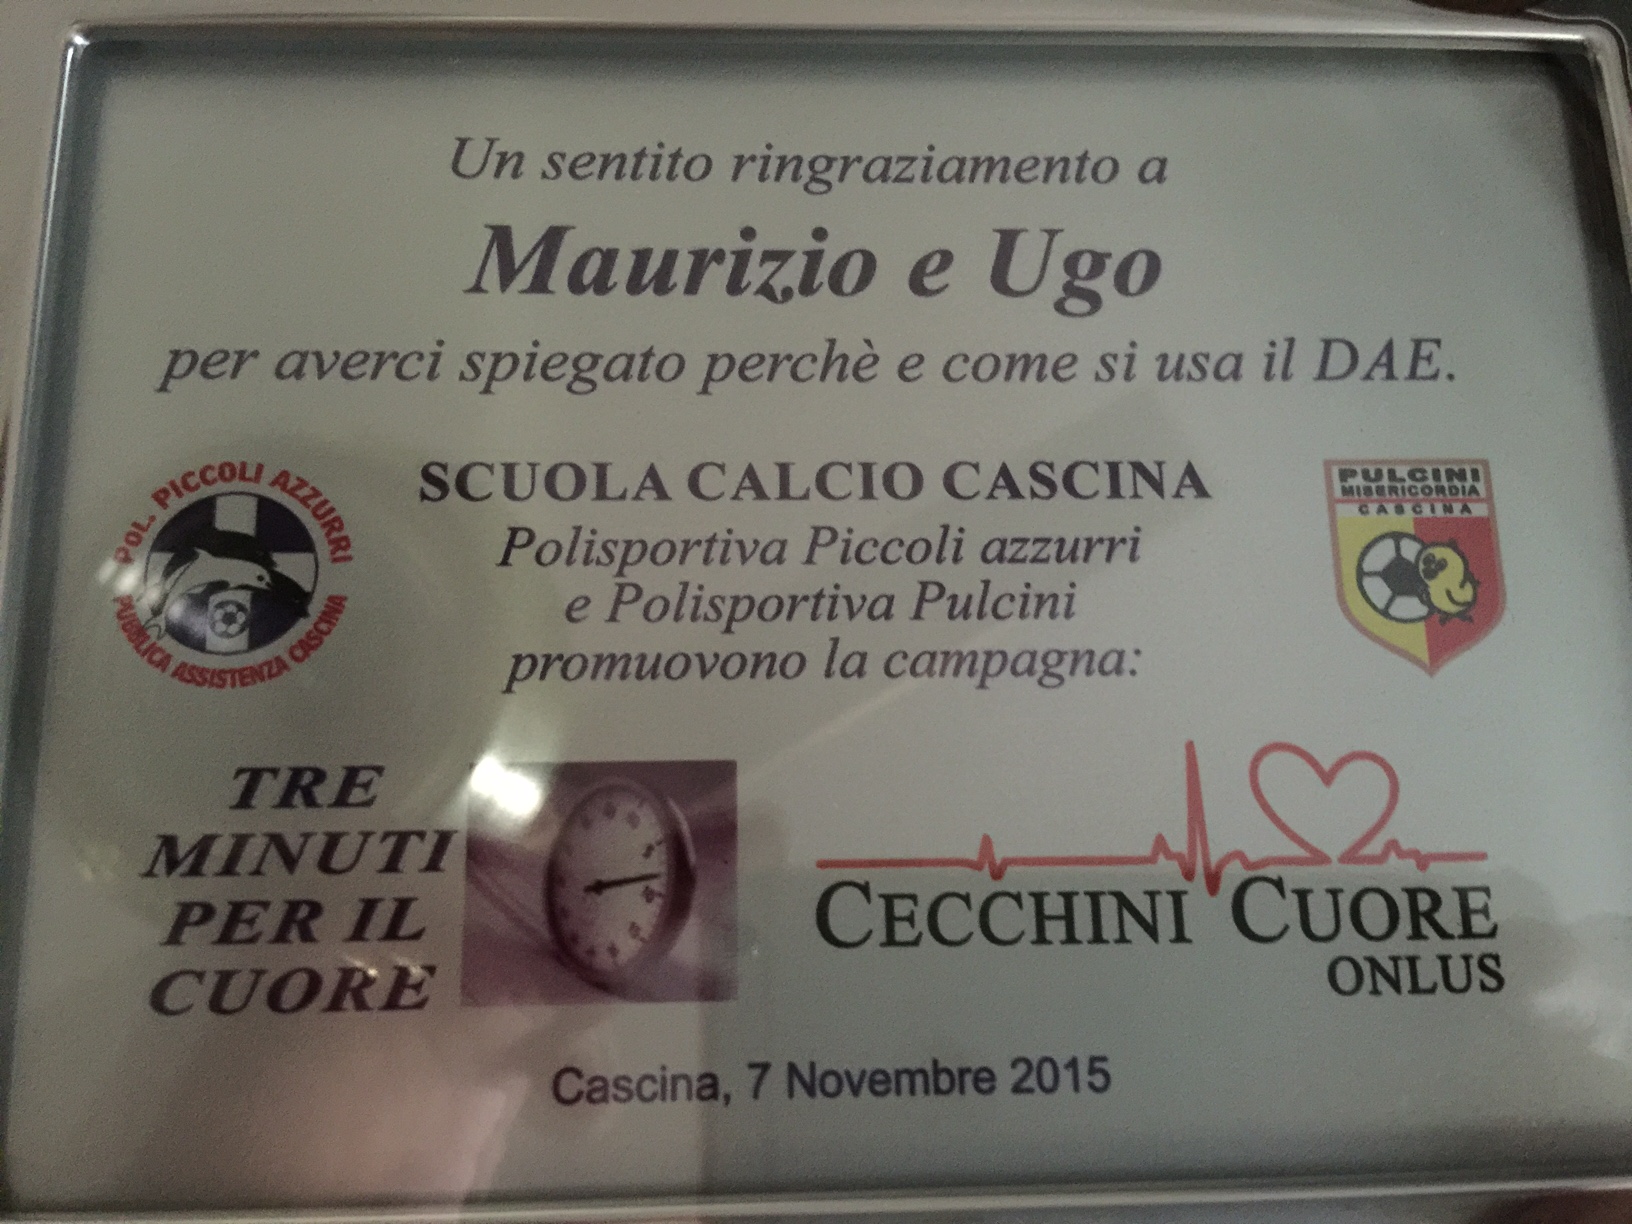 Un sentito ringraziamento a
Maurizio e Ugo
per averci spiegato perchè e come si usa il DAE.
POL. PICCOLI AZZURRI
PUBBLICA ASSISTENZA CASCINA
SCUOLA CALCIO CASCINA
Polisportiva Piccoli azzurri
e Polisportiva Pulcini
promuovono la campagna:
PULCINI
MISERICORDIA
CASCINA
TRE
MINUTI
PER IL
CUORE
CECCHINI CUORE
ONLUS
Cascina, 7 Novembre 2015